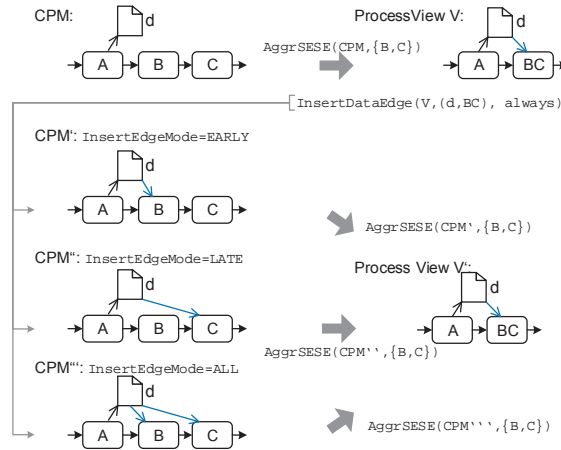 CPM:
ProcessView V:
d
d
AggrSESE(CPM,{B,C})
A
B
C
A
BC
InsertDataEdge(V,(d,BC), always)
CPM‘: InsertEdgeMode=EARLY
d
A
B
C
AggrSESE(CPM‘,{B,C})
CPM‘‘: InsertEdgeMode=LATE
Process View V‘:
d
d
A
B
C
A
BC
AggrSESE(CPM‘‘,{B,C})
CPM‘‘‘: InsertEdgeMode=ALL
d
A
B
C
AggrSESE(CPM‘‘‘,{B,C})